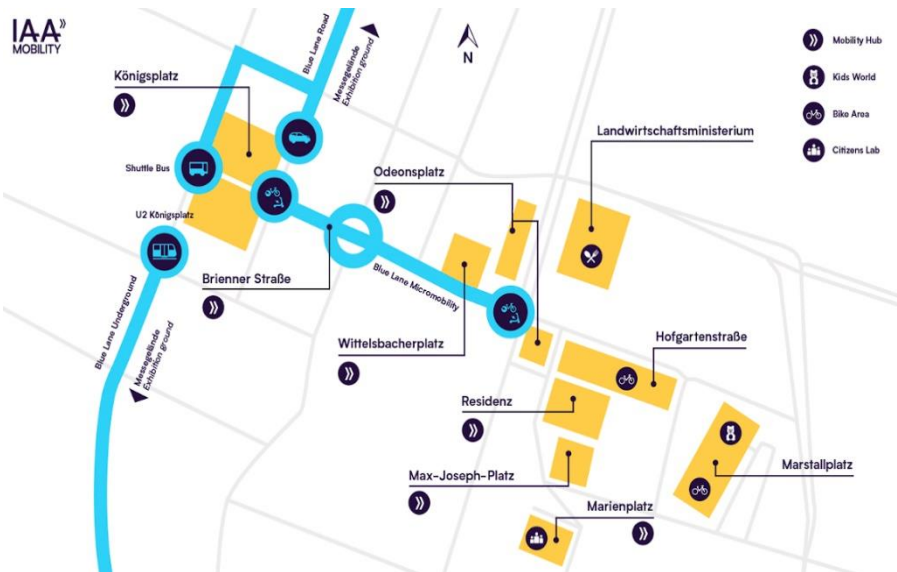 IAA
MOBILITY
Königsplatz
Shuttle Bus
U2 Königsplatz
Blue Lane Underground
Messegelände
Exhibition ground
Blue Lane Road
Messegelände
Exhibition ground
N
Brienner Straße
Blue Lane Micromobility
Odeonsplatz
Wittelsbacherplatz
Landwirtschaftsministerium
Residenz
Max-Joseph-Platz
Hofgartenstraße
Marienplatz
Marstallplatz
Mobility Hub
Kids World
Bike Area
Citizens Lab